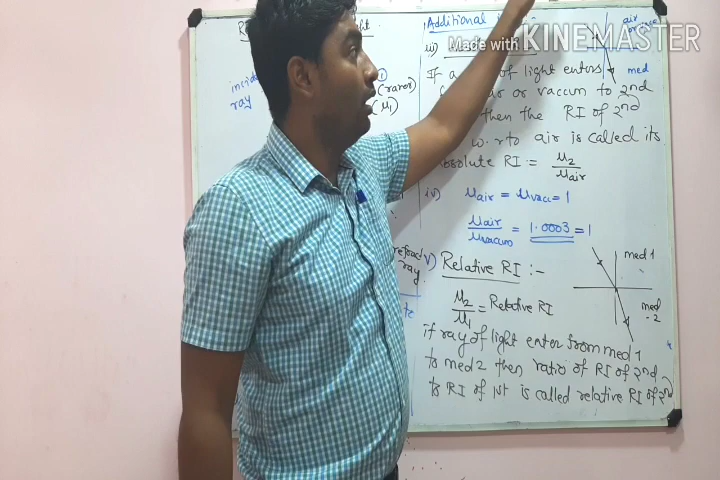 incid
ray
①
(rarer)
(μ1)
refrac
ray
Additional
Made with KINEMASTER
iii)
If a of light enters
or vaccum to 2nd
then the RI of 2nd
w.r to air is called its
RI = μ2/μair
air
med
iv) μair = μvacc = 1
μair/μvaccum = 1.0003 = 1
v) Relative RI :-
μ2/μ1 = Relative RI
med 1
med
-2
if ray of light enter from med 1
to med 2 then ratio of RI of 2nd
to RI of 1st is called relative RI of 2nd